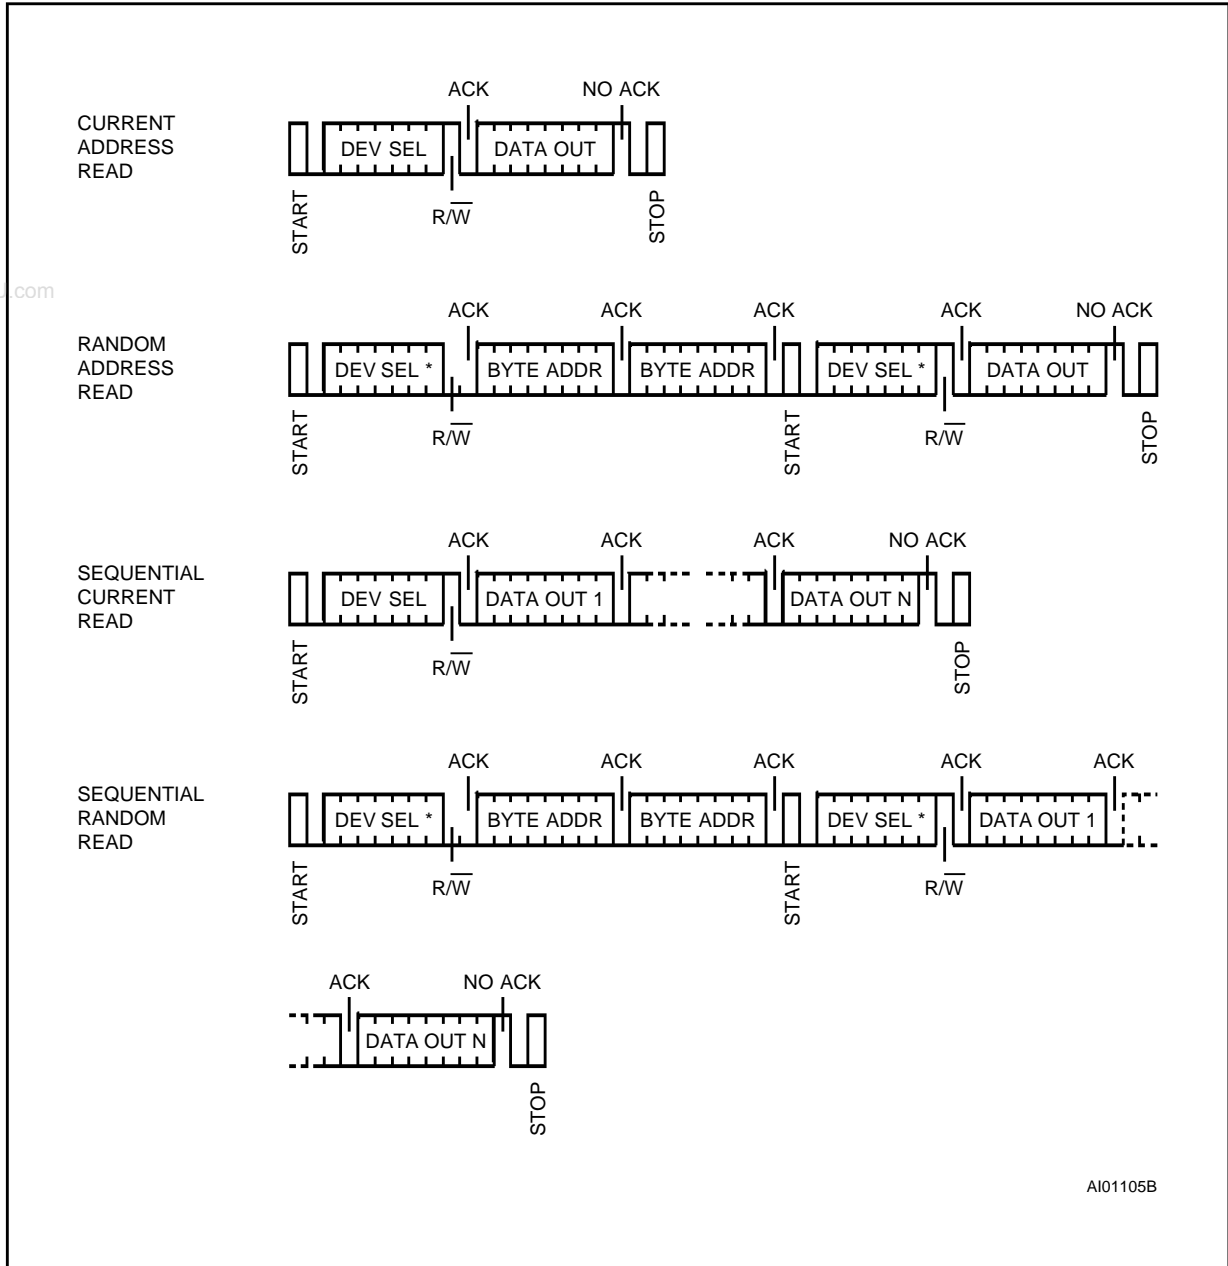 ACK NO ACK
CURRENT
ADDRESS
READ
DEV SEL DATA OUT
START R/W STOP
.com
ACK ACK ACK ACK NO ACK
RANDOM
ADDRESS
READ
DEV SEL * BYTE ADDR BYTE ADDR DEV SEL * DATA OUT
START R/W START R/W STOP
ACK ACK ACK NO ACK
SEQUENTIAL
CURRENT
READ
DEV SEL DATA OUT 1 DATA OUT N
START R/W STOP
ACK ACK ACK ACK ACK
SEQUENTIAL
RANDOM
READ
DEV SEL * BYTE ADDR BYTE ADDR DEV SEL * DATA OUT 1
START R/W START R/W
ACK NO ACK
DATA OUT N
STOP
AI01105B